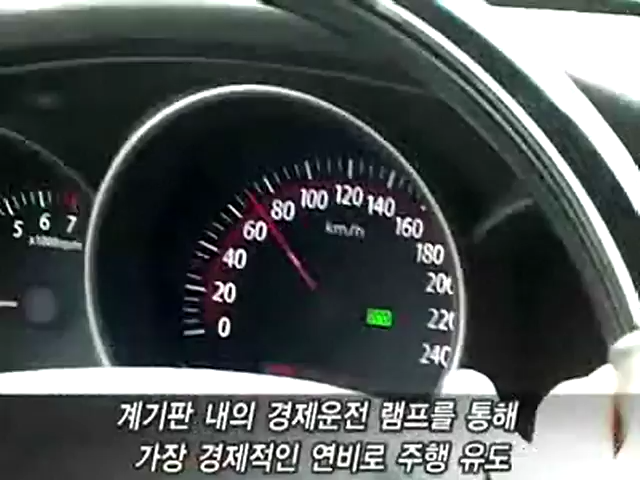 5 6 7
x1000rpm
0 20 40 60 80 100 120 140 160 180 200 220 240
km/h
ECO
계기판 내의 경제운전 램프를 통해
가장 경제적인 연비로 주행 유도